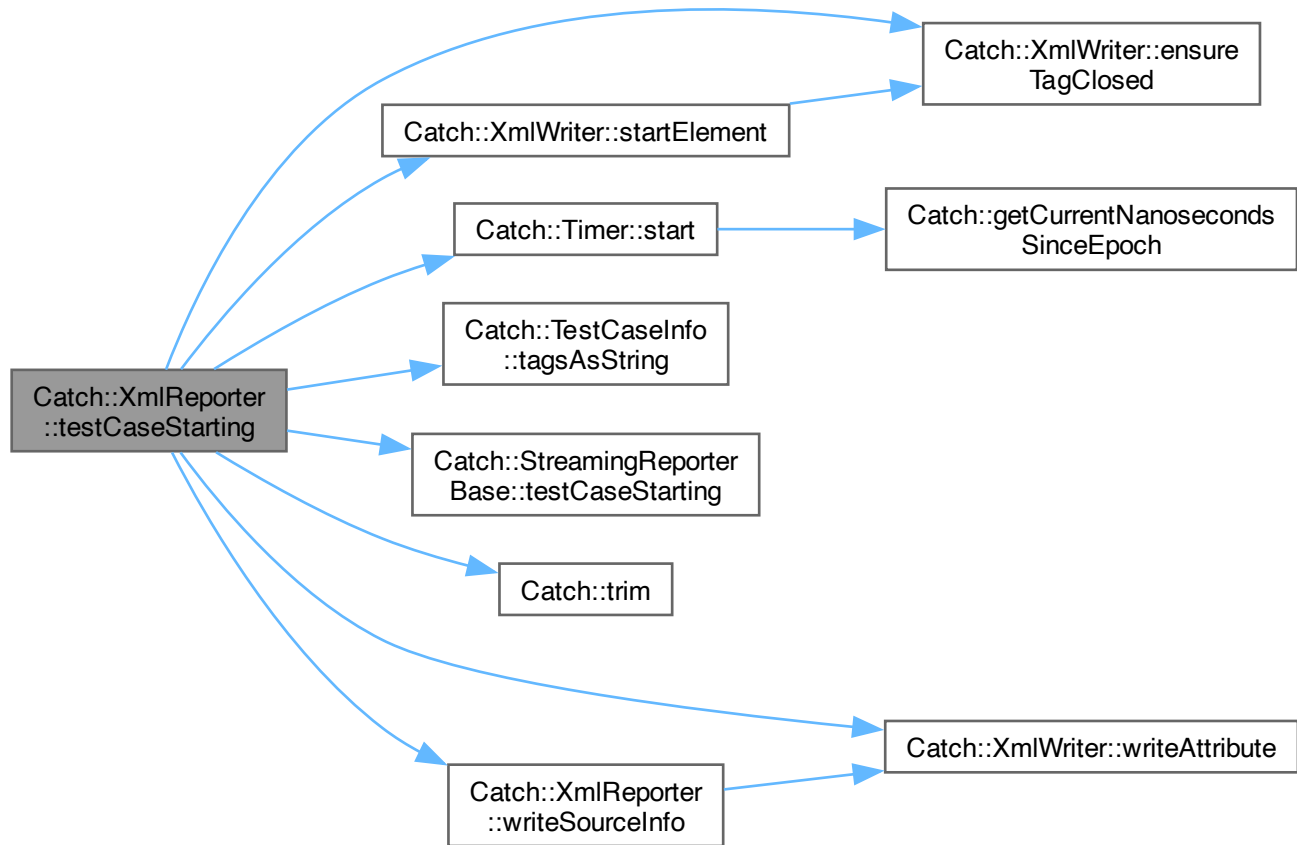 Catch::XmlWriter::ensure
TagClosed
Catch::XmlWriter::startElement
Catch::Timer::start
Catch::getCurrentNanoseconds
SinceEpoch
Catch::TestCaseInfo
::tagsAsString
Catch::XmlReporter
::testCaseStarting
Catch::StreamingReporter
Base::testCaseStarting
Catch::trim
Catch::XmlWriter::writeAttribute
Catch::XmlReporter
::writeSourceInfo